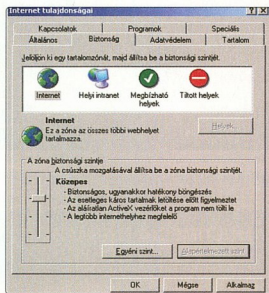 Internet tulajdonságai
Kapcsolatok Programok Speciális
Általános Biztonság Adatvédelem Tartalom
Jelöljön ki egy tartalomzónát, majd állítsa be a biztonsági szintjét.
Internet Helyi intranet Megbízható helyek Tiltott helyek
Internet
Ez a zóna az összes többi webhelyet
tartalmazza.
Helyek...
A zóna biztonsági szintje
A csúszka mozgatásával állítsa be a zóna biztonsági szintjét.
Közepes
- Biztonságos, ugyanakkor hatékony böngészés
- Az esetleges káros tartalmak letöltése előtt figyelmeztet
- Az aláíratlan ActiveX vezérlőket a program nem tölti le
- A legtöbb internethelyhez megfelelő
Egyéni szint... Alapértelmezett szint
OK Mégse Alkalmaz